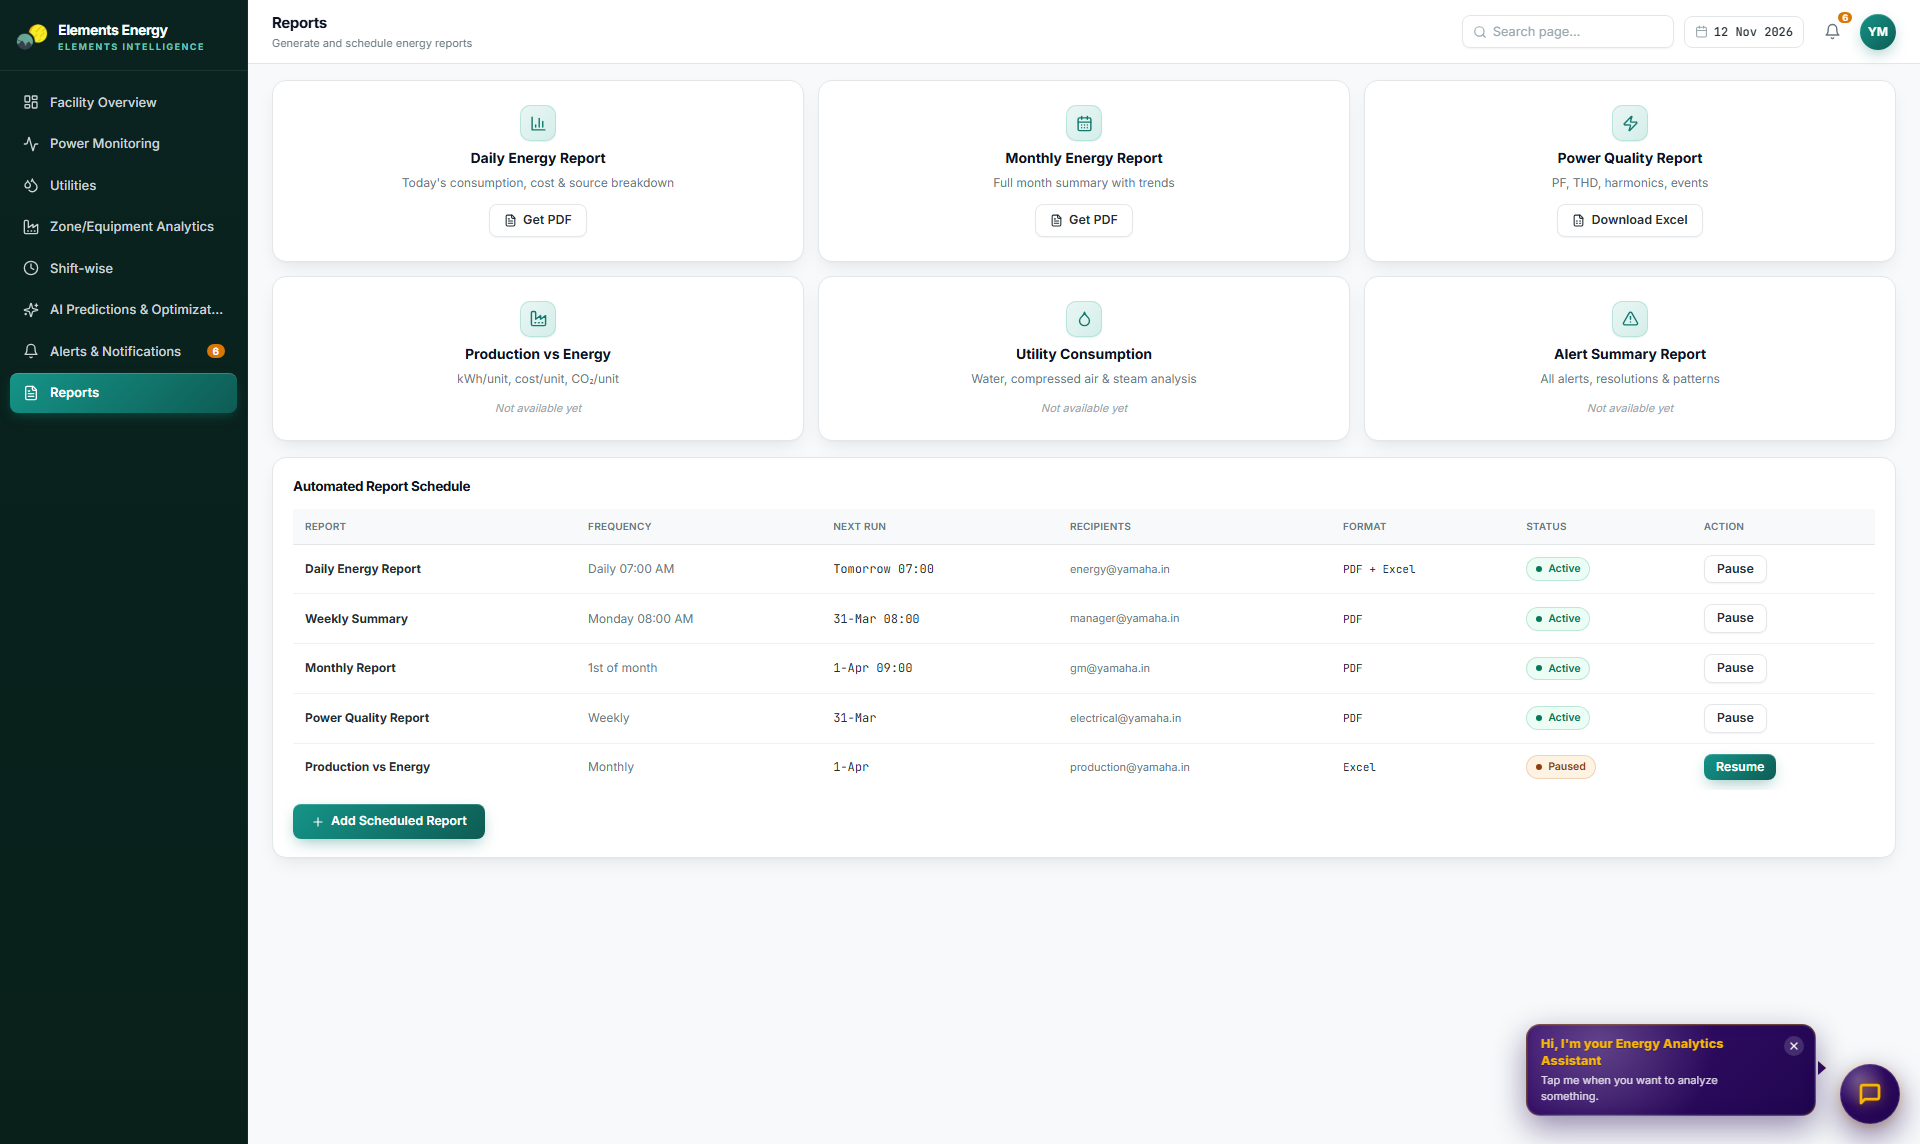 Elements Energy
ELEMENTS INTELLIGENCE
Facility Overview
Power Monitoring
Utilities
Zone/Equipment Analytics
Shift-wise
AI Predictions & Optimizat...
Alerts & Notifications 6
Reports
Reports
Generate and schedule energy reports
Search page...
12 Nov 2026
6
YM
Daily Energy Report
Today's consumption, cost & source breakdown
Get PDF
Monthly Energy Report
Full month summary with trends
Get PDF
Power Quality Report
PF, THD, harmonics, events
Download Excel
Production vs Energy
kWh/unit, cost/unit, CO₂/unit
Not available yet
Utility Consumption
Water, compressed air & steam analysis
Not available yet
Alert Summary Report
All alerts, resolutions & patterns
Not available yet
Automated Report Schedule
REPORT FREQUENCY NEXT RUN RECIPIENTS FORMAT STATUS ACTION
Daily Energy Report Daily 07:00 AM Tomorrow 07:00 energy@yamaha.in PDF + Excel Active Pause
Weekly Summary Monday 08:00 AM 31-Mar 08:00 manager@yamaha.in PDF Active Pause
Monthly Report 1st of month 1-Apr 09:00 gm@yamaha.in PDF Active Pause
Power Quality Report Weekly 31-Mar electrical@yamaha.in PDF Active Pause
Production vs Energy Monthly 1-Apr production@yamaha.in Excel Paused Resume
+ Add Scheduled Report
Hi, I'm your Energy Analytics
Assistant
Tap me when you want to analyze
something.